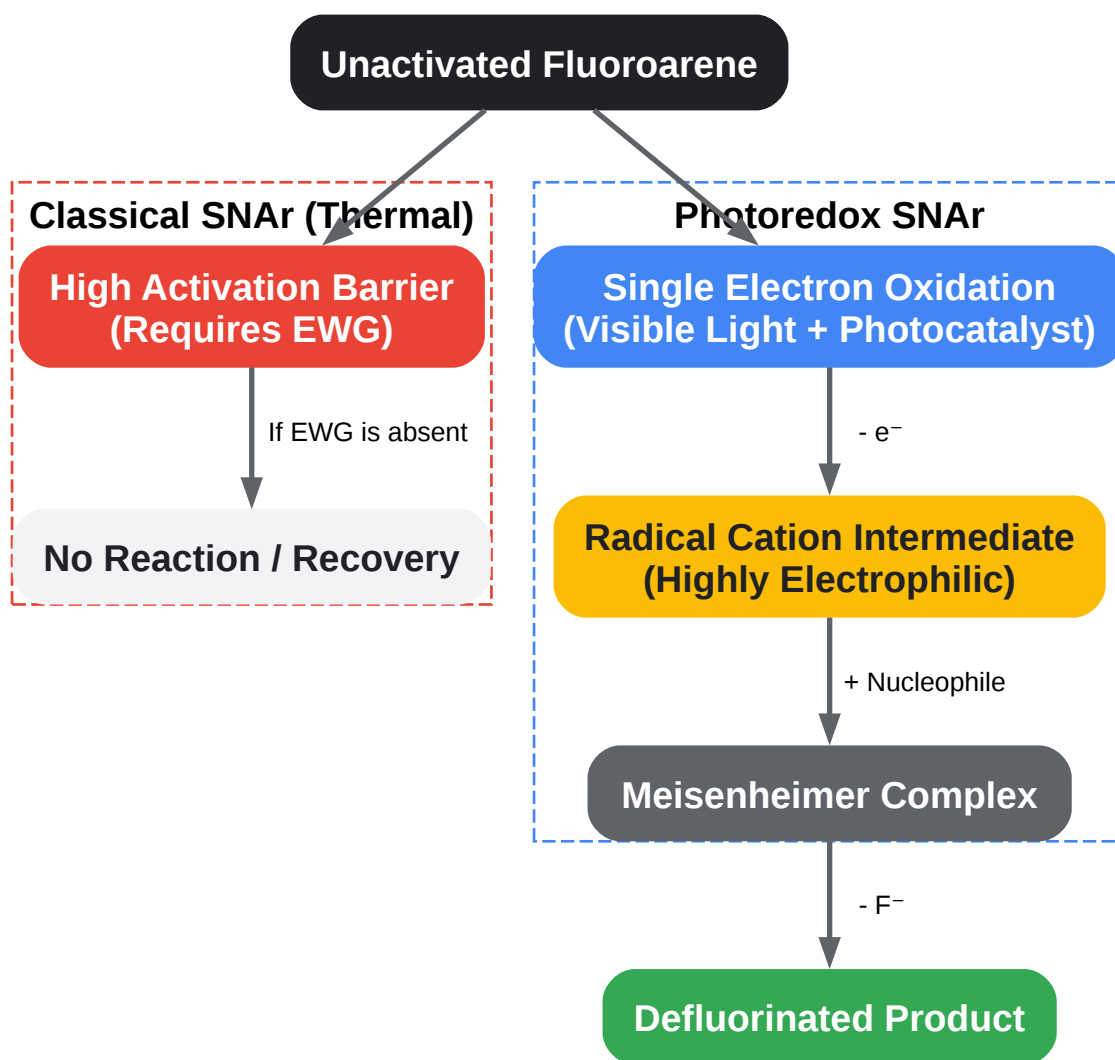 Unactivated Fluoroarene
Classical SNAr (Thermal)
High Activation Barrier
(Requires EWG)
If EWG is absent
No Reaction / Recovery
Photoredox SNAr
Single Electron Oxidation
(Visible Light + Photocatalyst)
- e⁻
Radical Cation Intermediate
(Highly Electrophilic)
+ Nucleophile
Meisenheimer Complex
- F⁻
Defluorinated Product